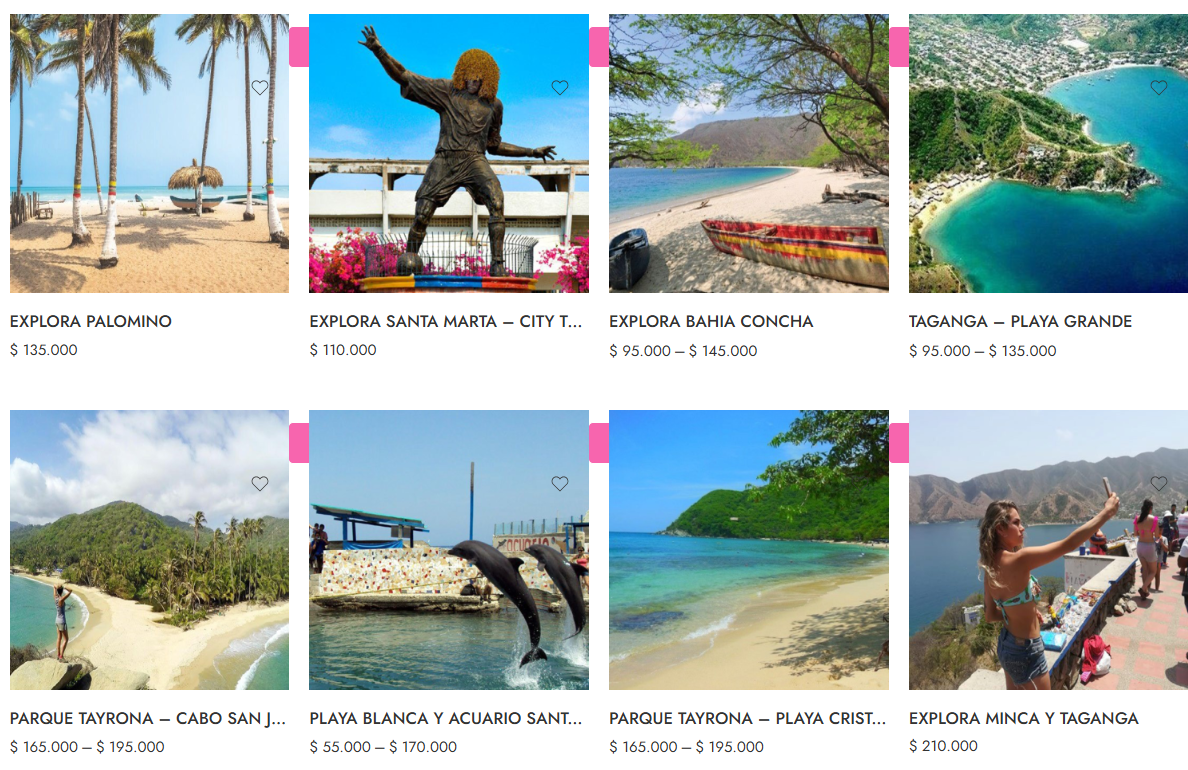 EXPLORA PALOMINO
$ 135.000
EXPLORA SANTA MARTA – CITY T...
$ 110.000
EXPLORA BAHIA CONCHA
$ 95.000 – $ 145.000
TAGANGA – PLAYA GRANDE
$ 95.000 – $ 135.000
PARQUE TAYRONA – CABO SAN J...
$ 165.000 – $ 195.000
PLAYA BLANCA Y ACUARIO SANT...
$ 55.000 – $ 170.000
PARQUE TAYRONA – PLAYA CRIST...
$ 165.000 – $ 195.000
EXPLORA MINCA Y TAGANGA
$ 210.000